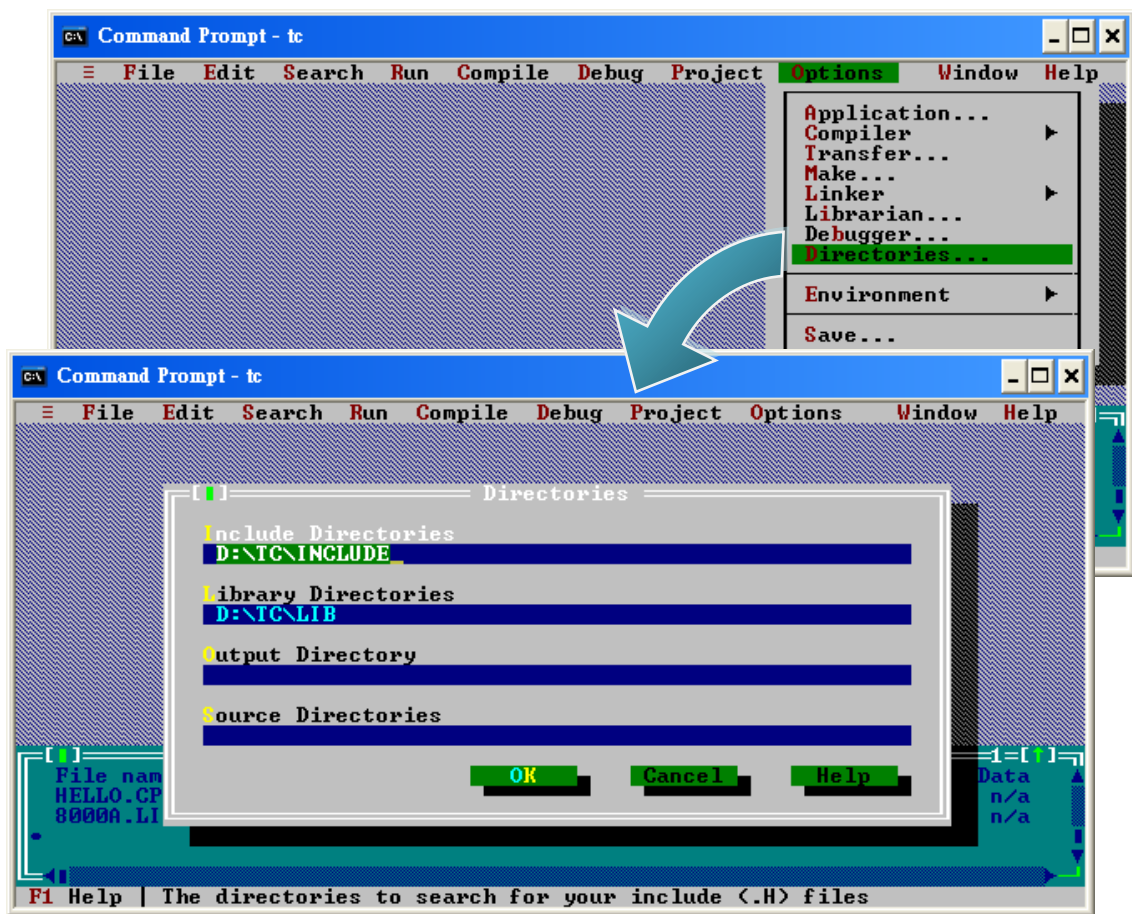 Command Prompt - tc
≡ File Edit Search Run Compile Debug Project Options Window Help
Application...
Compiler ►
Transfer...
Make...
Linker ►
Librarian...
Debugger...
Directories...
Environment ►
Save...
Command Prompt - tc
≡ File Edit Search Run Compile Debug Project Options Window Help
Directories
Include Directories
D:\TC\INCLUDE_
Library Directories
D:\TC\LIB
Output Directory
Source Directories
OK Cancel Help
1=[↑]
File nam Data
HELLO.CP n/a
8000A.LI n/a
F1 Help | The directories to search for your include (.H) files